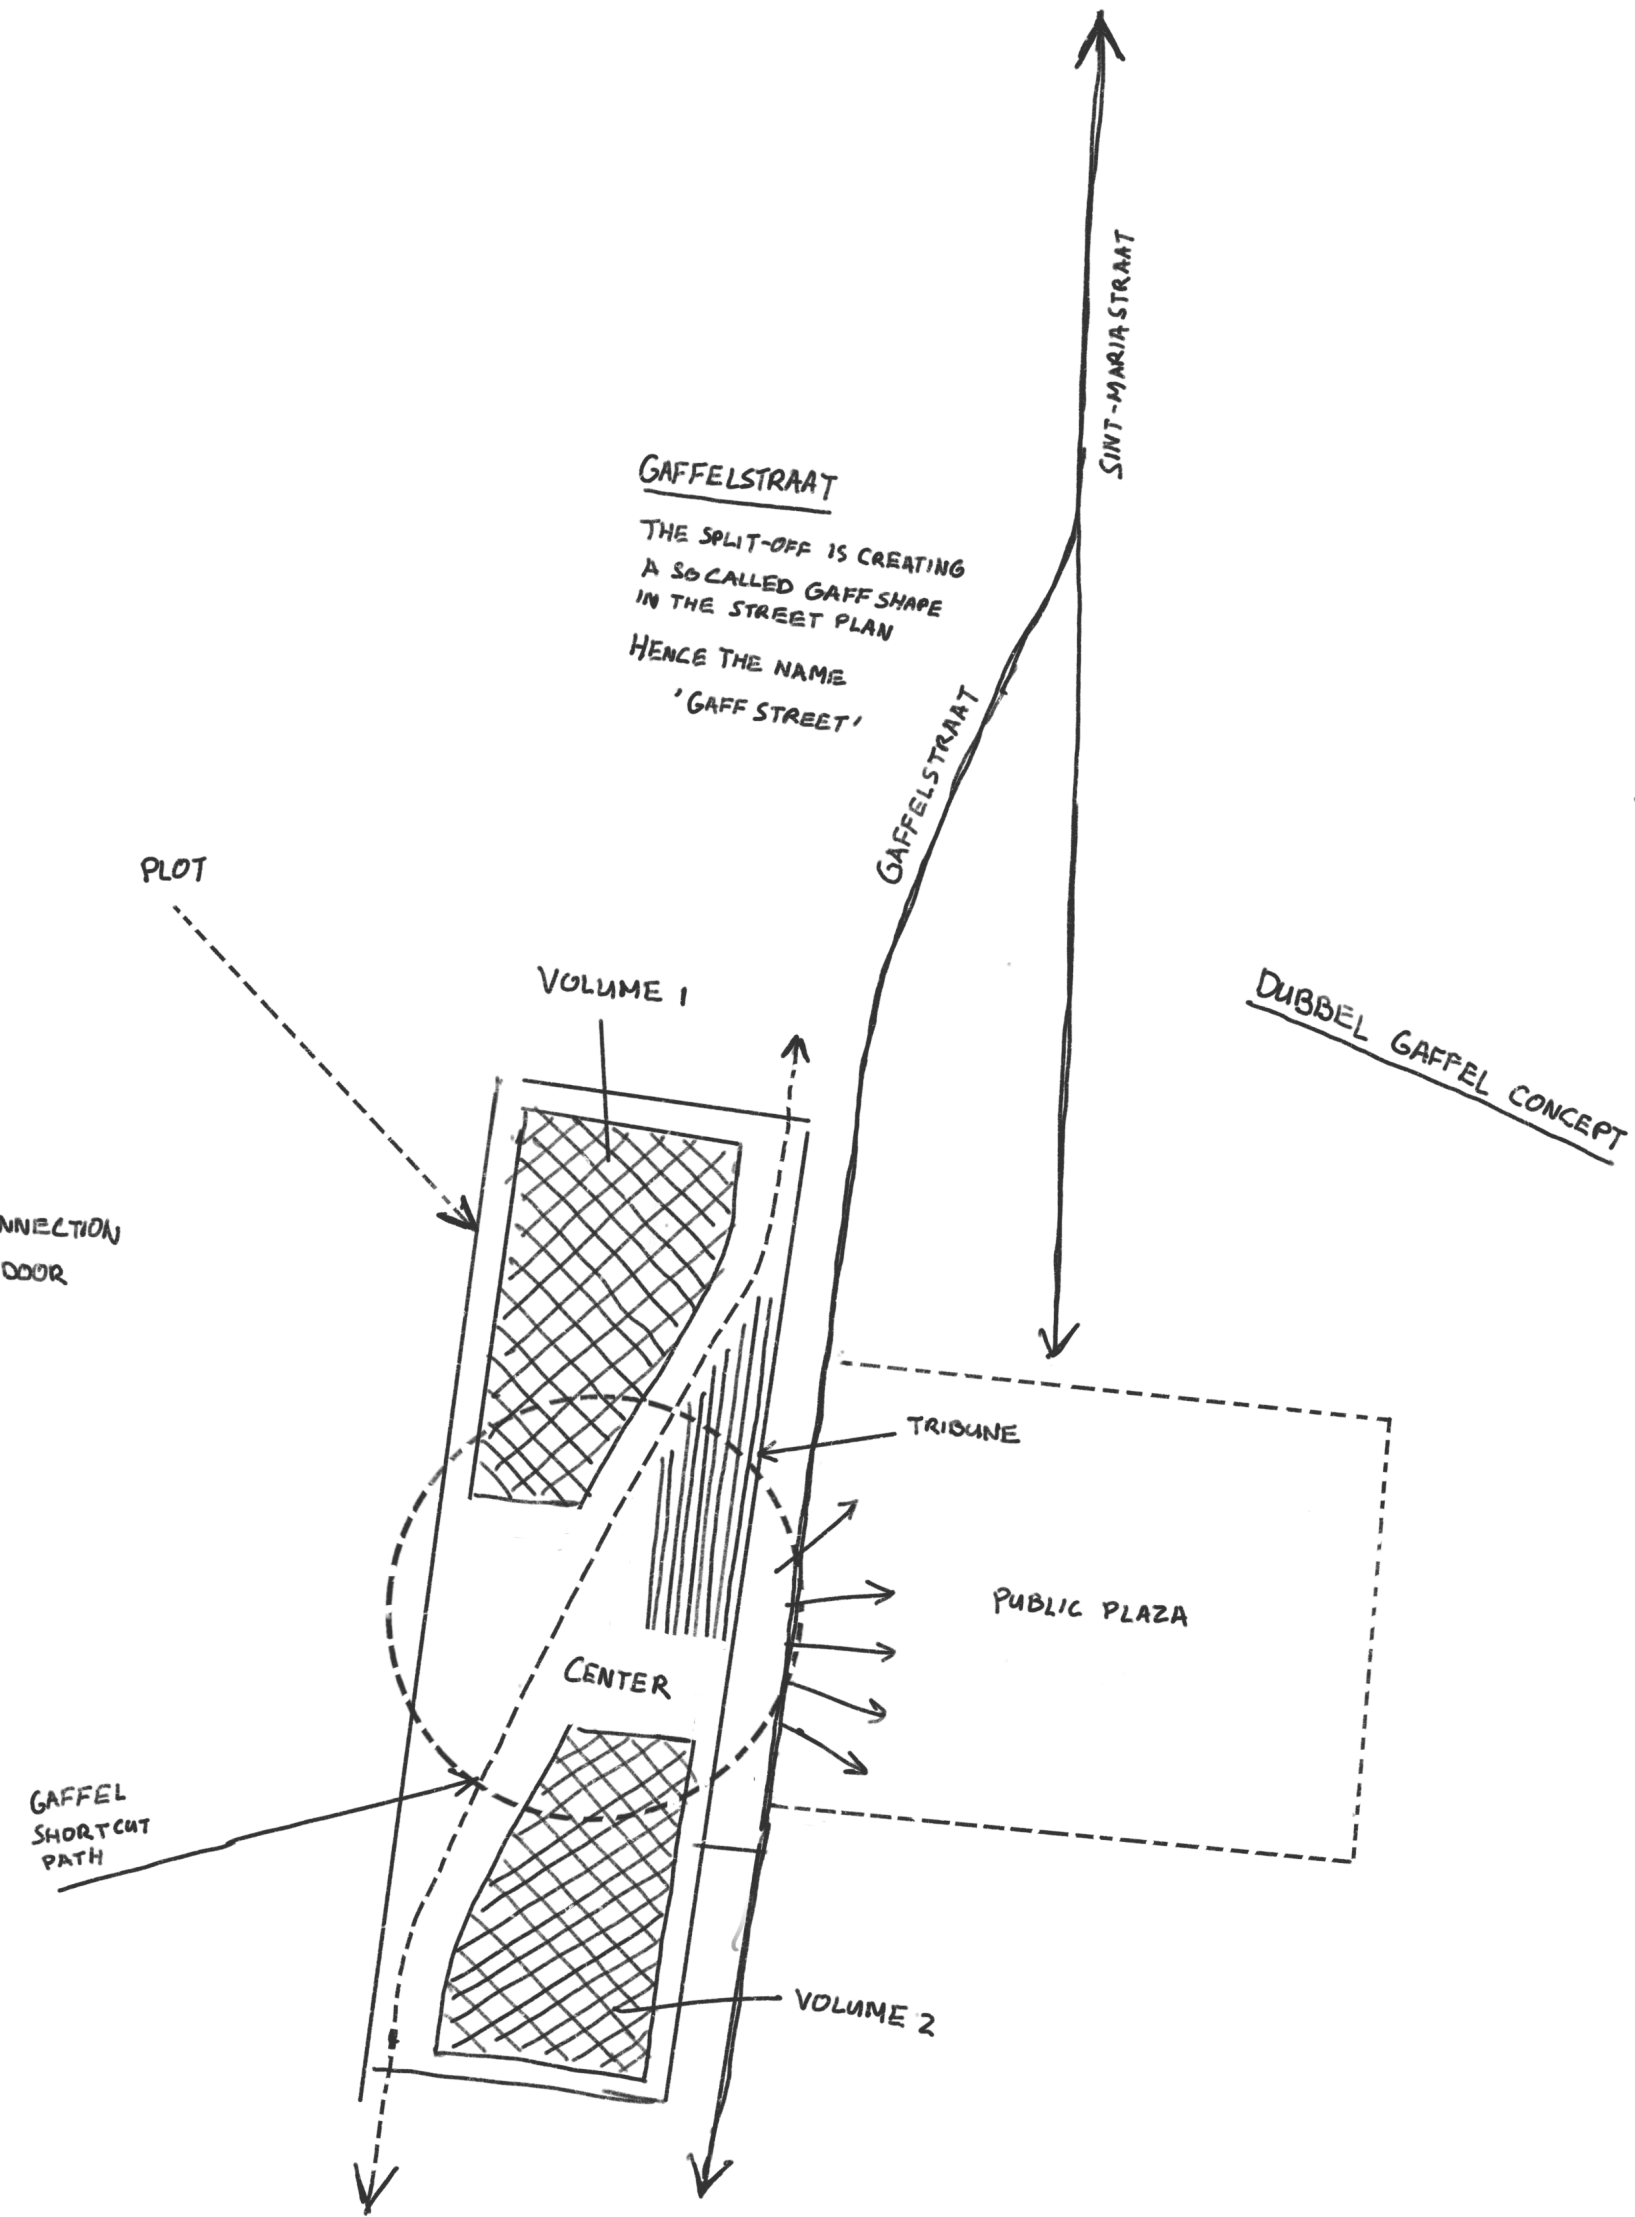 SINT-MARIASTRAAT
GAFFELSTRAAT
THE SPLIT-OFF IS CREATING
A SO CALLED GAFF SHAPE
IN THE STREET PLAN
HENCE THE NAME
'GAFF STREET'
GAFFELSTRAAT
PLOT
VOLUME 1
DUBBEL GAFFEL CONCEPT
NNECTION
DOOR
TRIBUNE
PUBLIC PLAZA
CENTER
GAFFEL
SHORTCUT
PATH
VOLUME 2